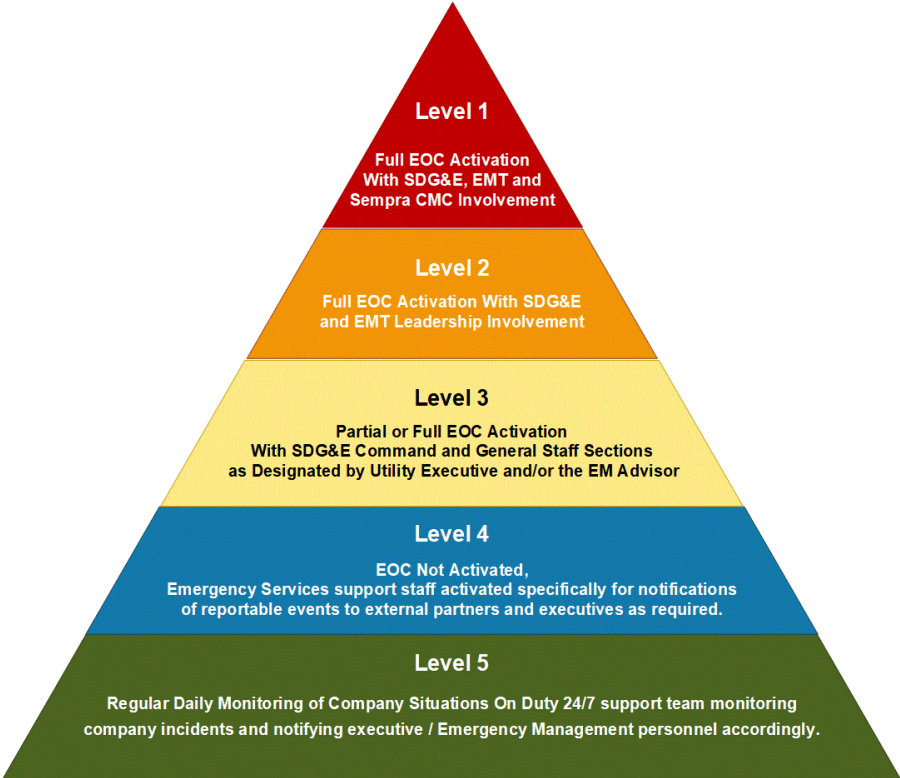 Level 1
Full EOC Activation
With SDG&E, EMT and
Sempra CMC Involvement
Level 2
Full EOC Activation With SDG&E
and EMT Leadership Involvement
Level 3
Partial or Full EOC Activation
With SDG&E Command and General Staff Sections
as Designated by Utility Executive and/or the EM Advisor
Level 4
EOC Not Activated,
Emergency Services support staff activated specifically for notifications
of reportable events to external partners and executives as required.
Level 5
Regular Daily Monitoring of Company Situations On Duty 24/7 support team monitoring
company incidents and notifying executive / Emergency Management personnel accordingly.